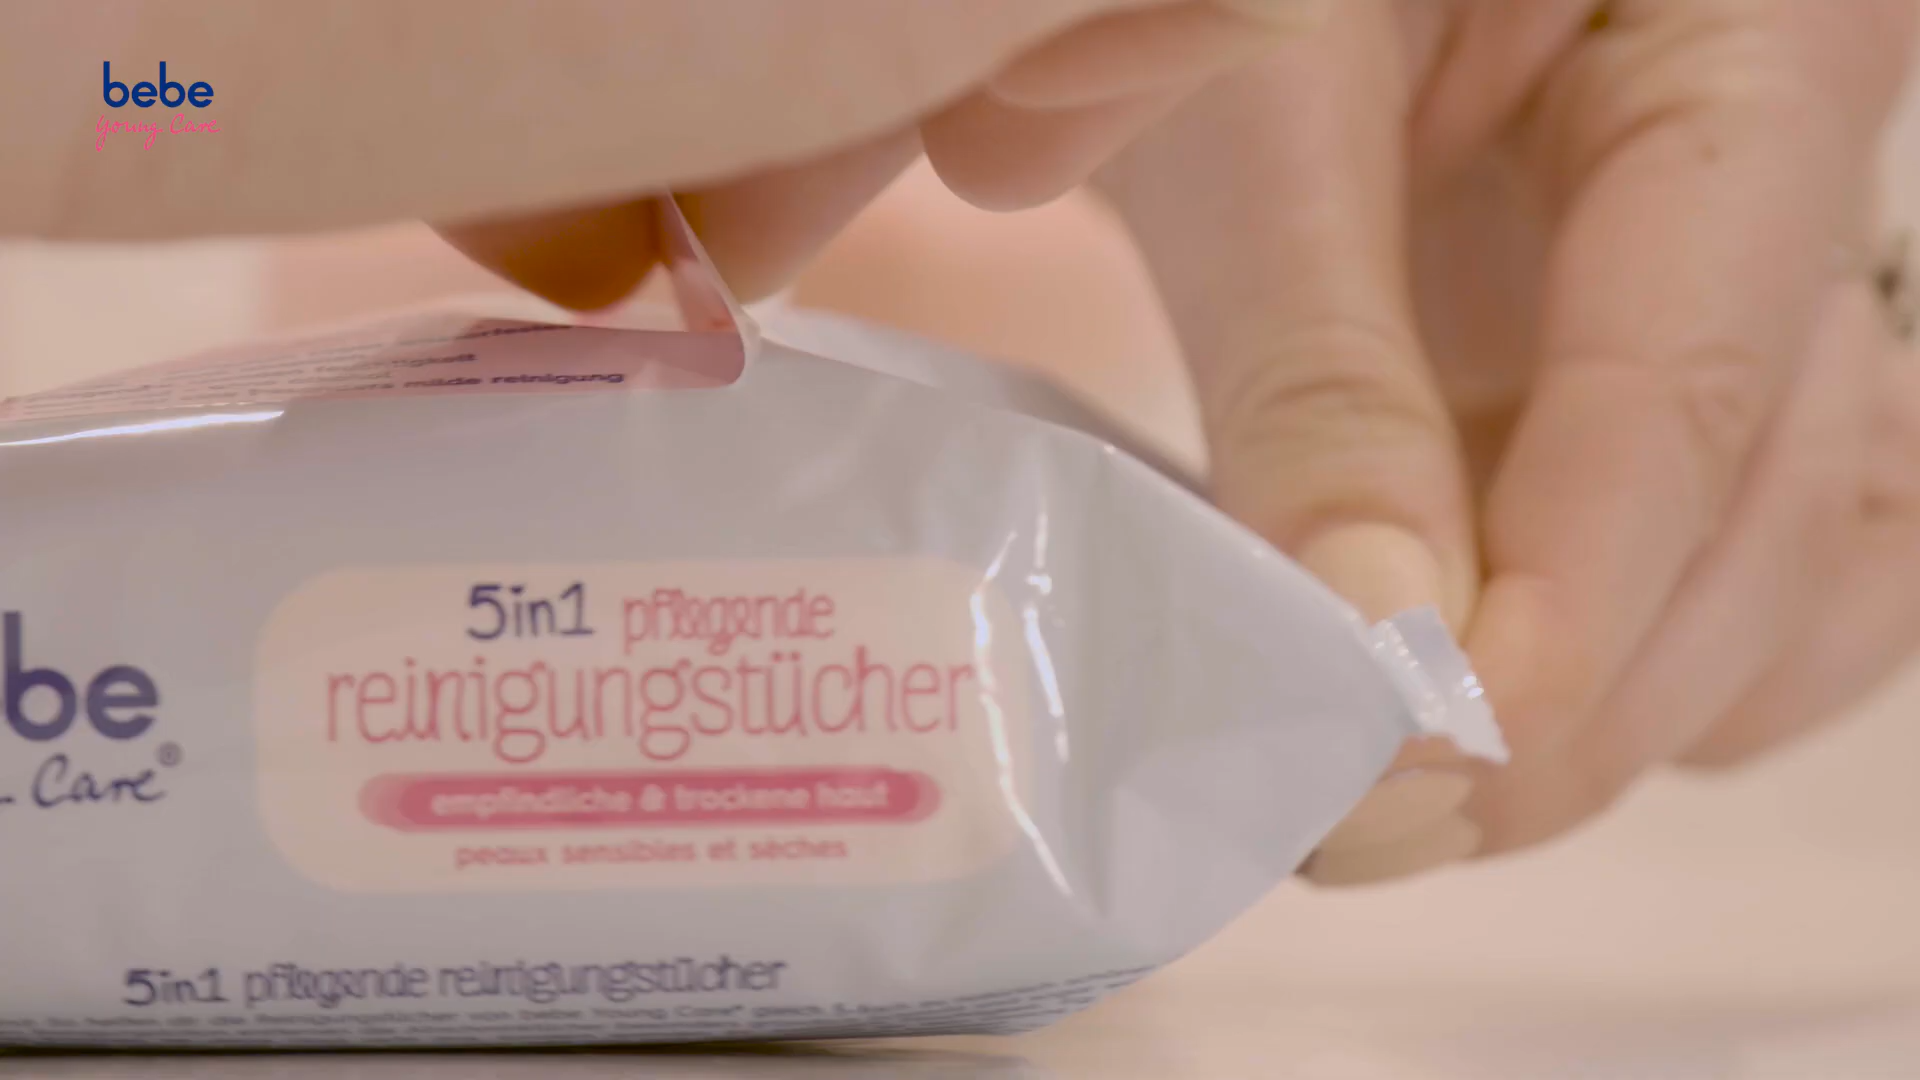 bebe
Young Care
milde reinigung
be
Care®
5in1 pflegende
reinigungstücher
empfindliche & trockene haut
peaux sensibles et sèches
5in1 pflegende reinigungstücher